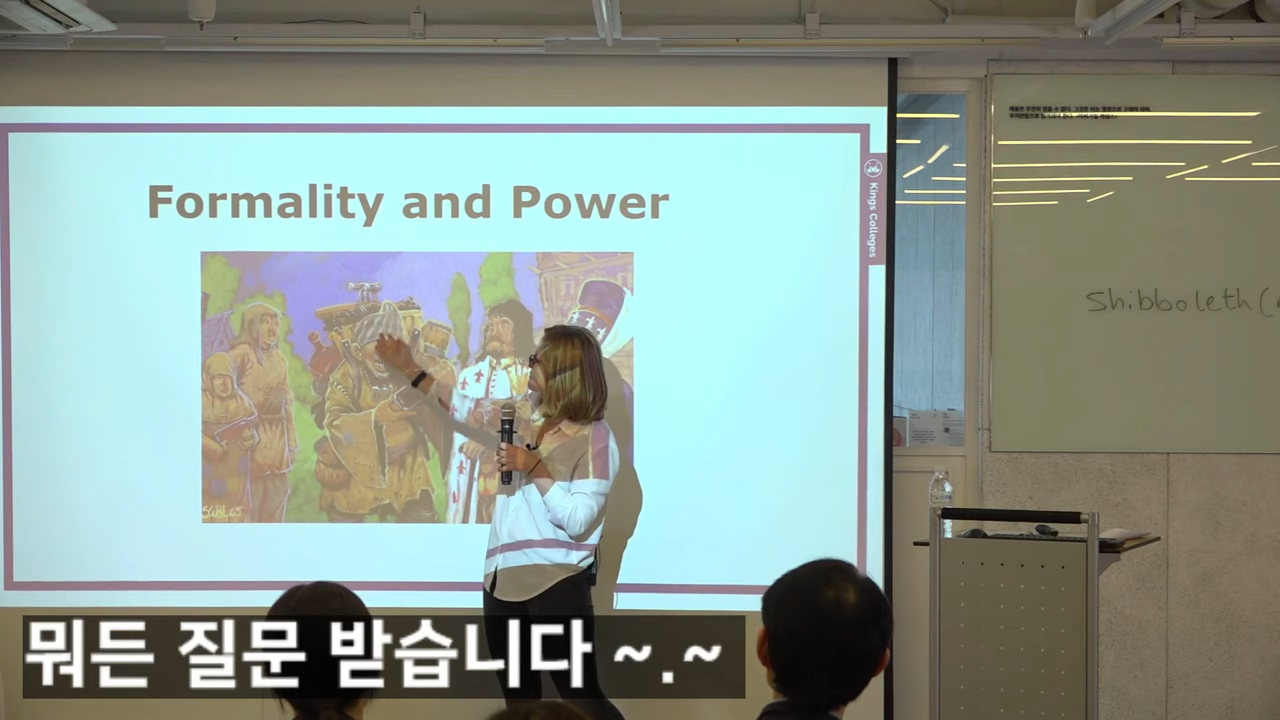 Formality and Power
Kings Colleges
Shibboleth (
뭐든 질문 받습니다 ~.~